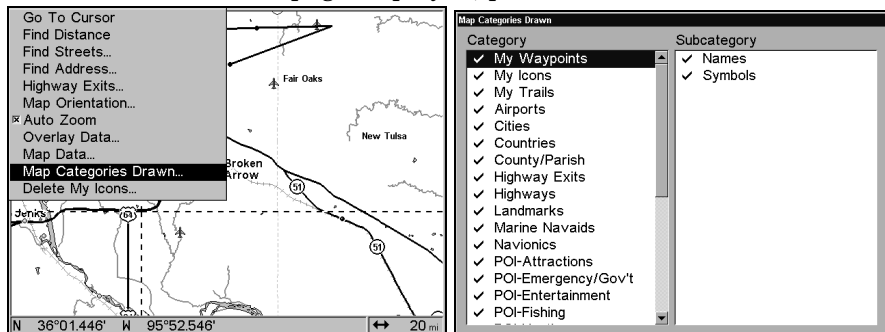 Go To Cursor
Find Distance
Find Streets...
Find Address...
Highway Exits...
Map Orientation...
Auto Zoom
Overlay Data...
Map Data...
Map Categories Drawn...
Delete My Icons...
Fair Oaks
New Tulsa
Broken
Arrow
51
Jenks
64
51
N 36°01.446' W 95°52.546'
↔ 20 mi
Map Categories Drawn
Category
✓ My Waypoints
✓ My Icons
✓ My Trails
✓ Airports
✓ Cities
✓ Countries
✓ County/Parish
✓ Highway Exits
✓ Highways
✓ Landmarks
✓ Marine Navaids
✓ Navionics
✓ POI-Attractions
✓ POI-Emergency/Gov't
✓ POI-Entertainment
✓ POI-Fishing
Subcategory
✓ Names
✓ Symbols